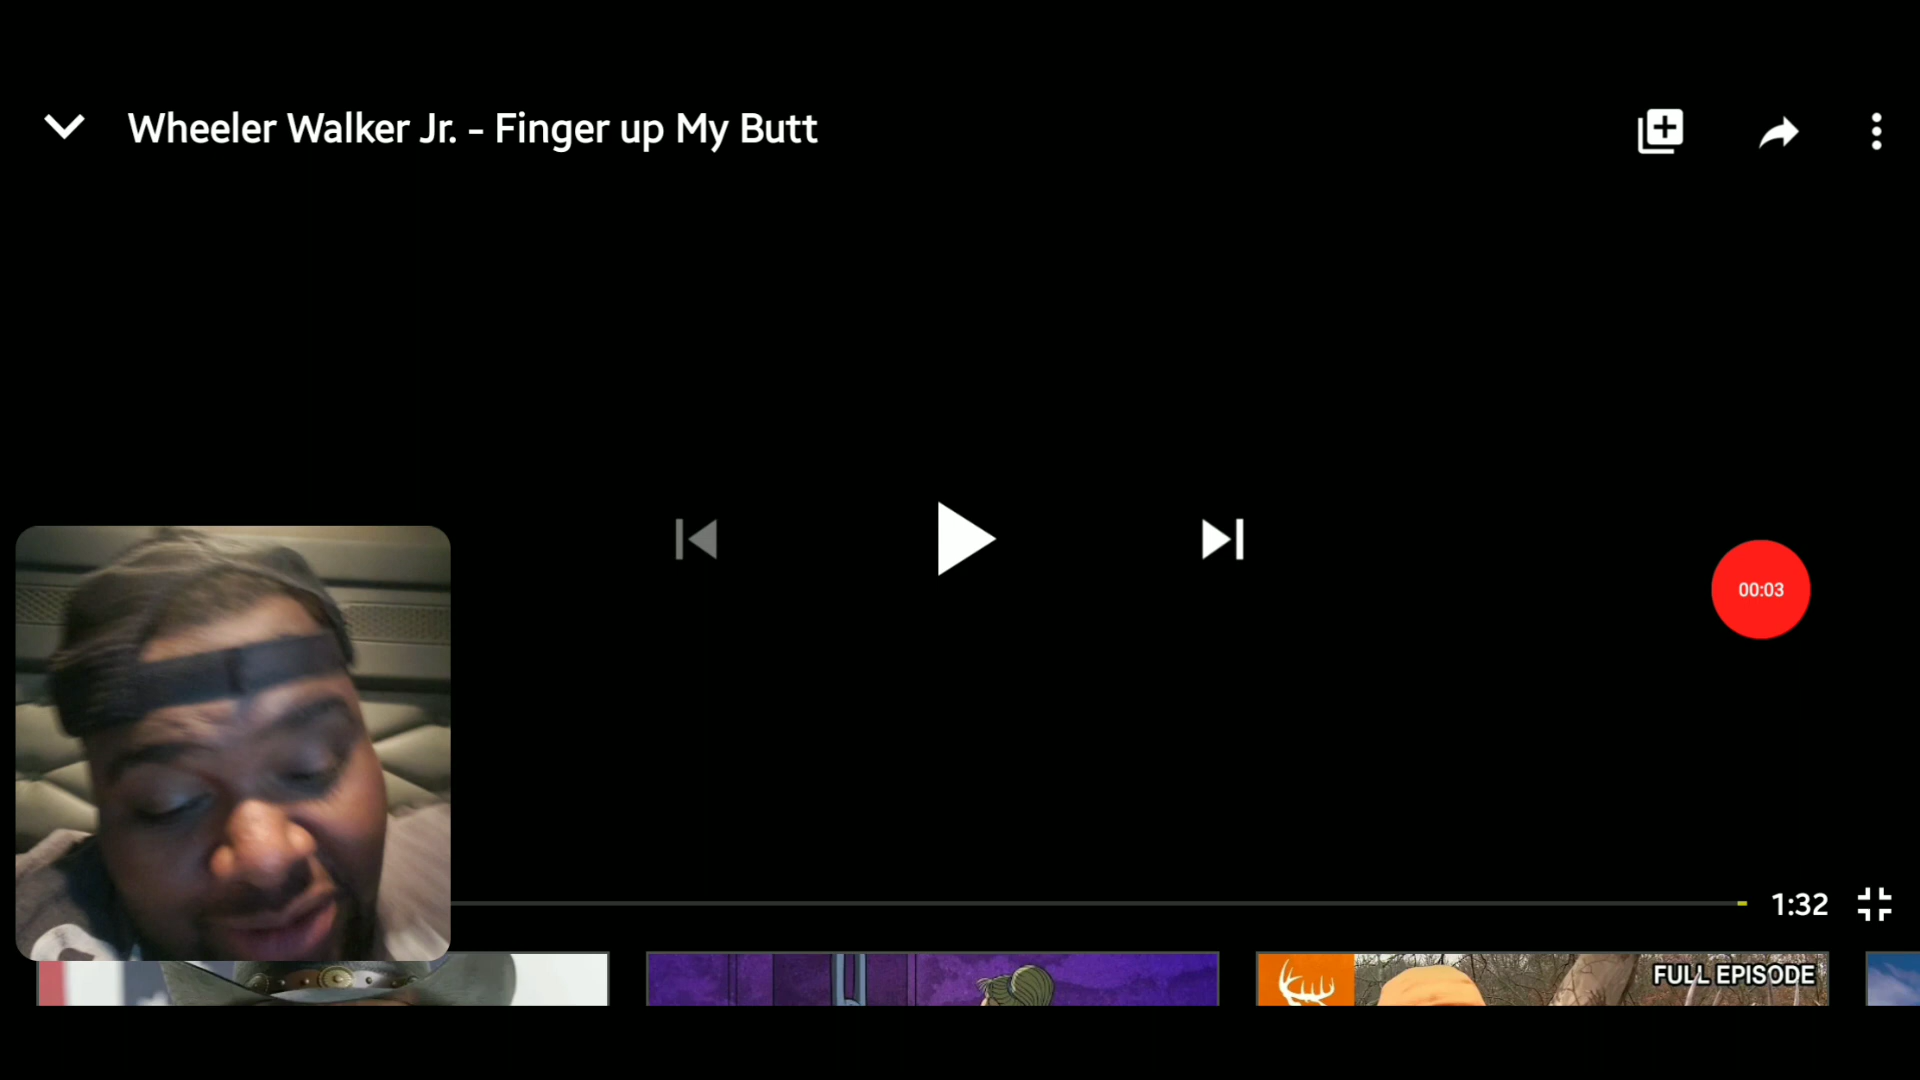 Wheeler Walker Jr. - Finger up My Butt
00:03
1:32
FULL EPISODE